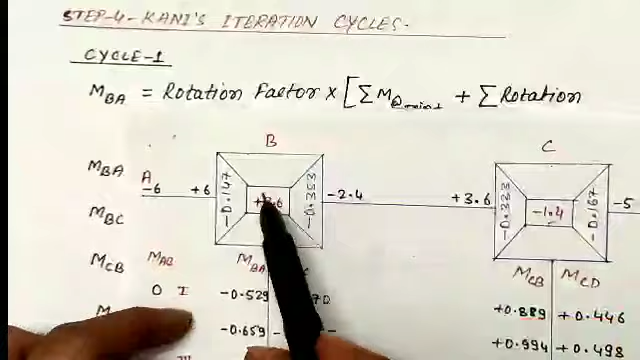 STEP-4-KANI'S ITERATION CYCLES-
CYCLE-1
MBA = Rotation Factor × [ΣM@joint + ΣRotation
B
C
MBA
A
-6
+6
-0.147
-0.353
-2.4
+3.6
-0.333
-1.4
-0.167
-5
MBC
MCB
MAB
MBA
MCB
MCD
0
I
-0.529
+0.889
+0.446
-0.659
+0.994
+0.498